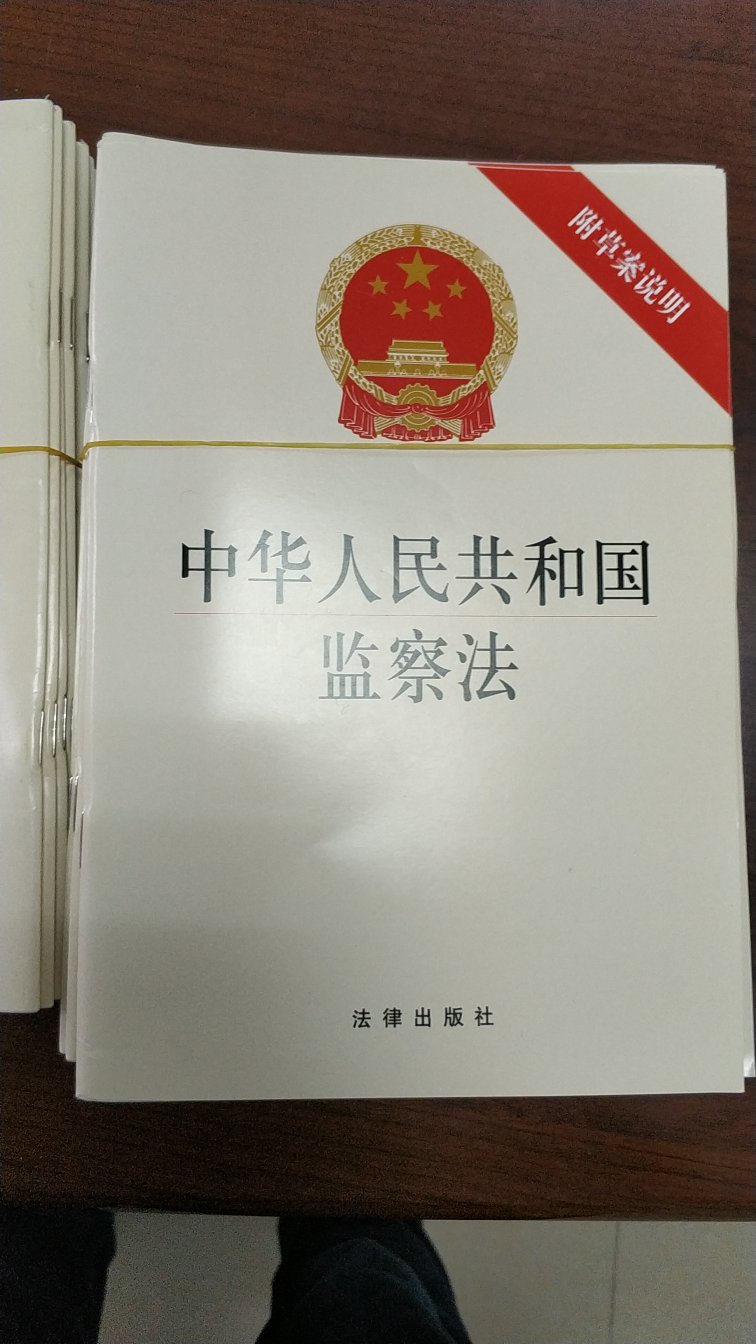 附草案说明
中华人民共和国
监察法
法律出版社